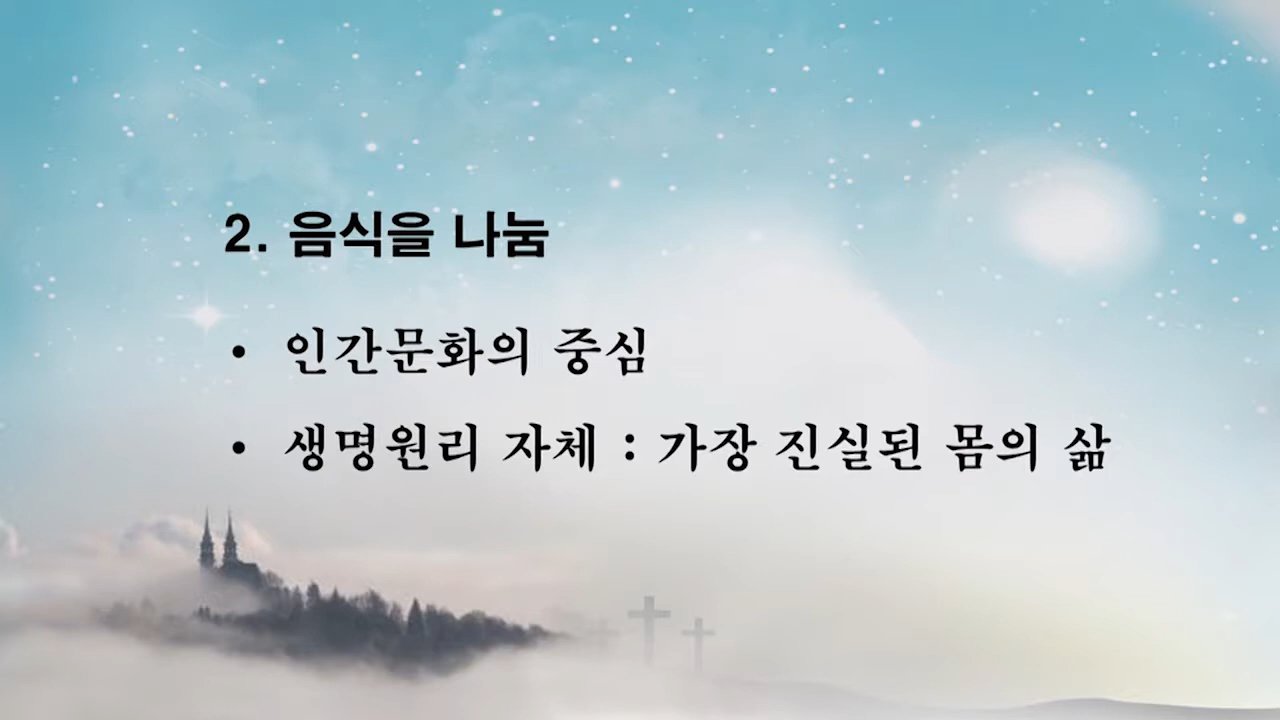 2. 음식을 나눔
• 인간문화의 중심
• 생명원리 자체 : 가장 진실된 몸의 삶